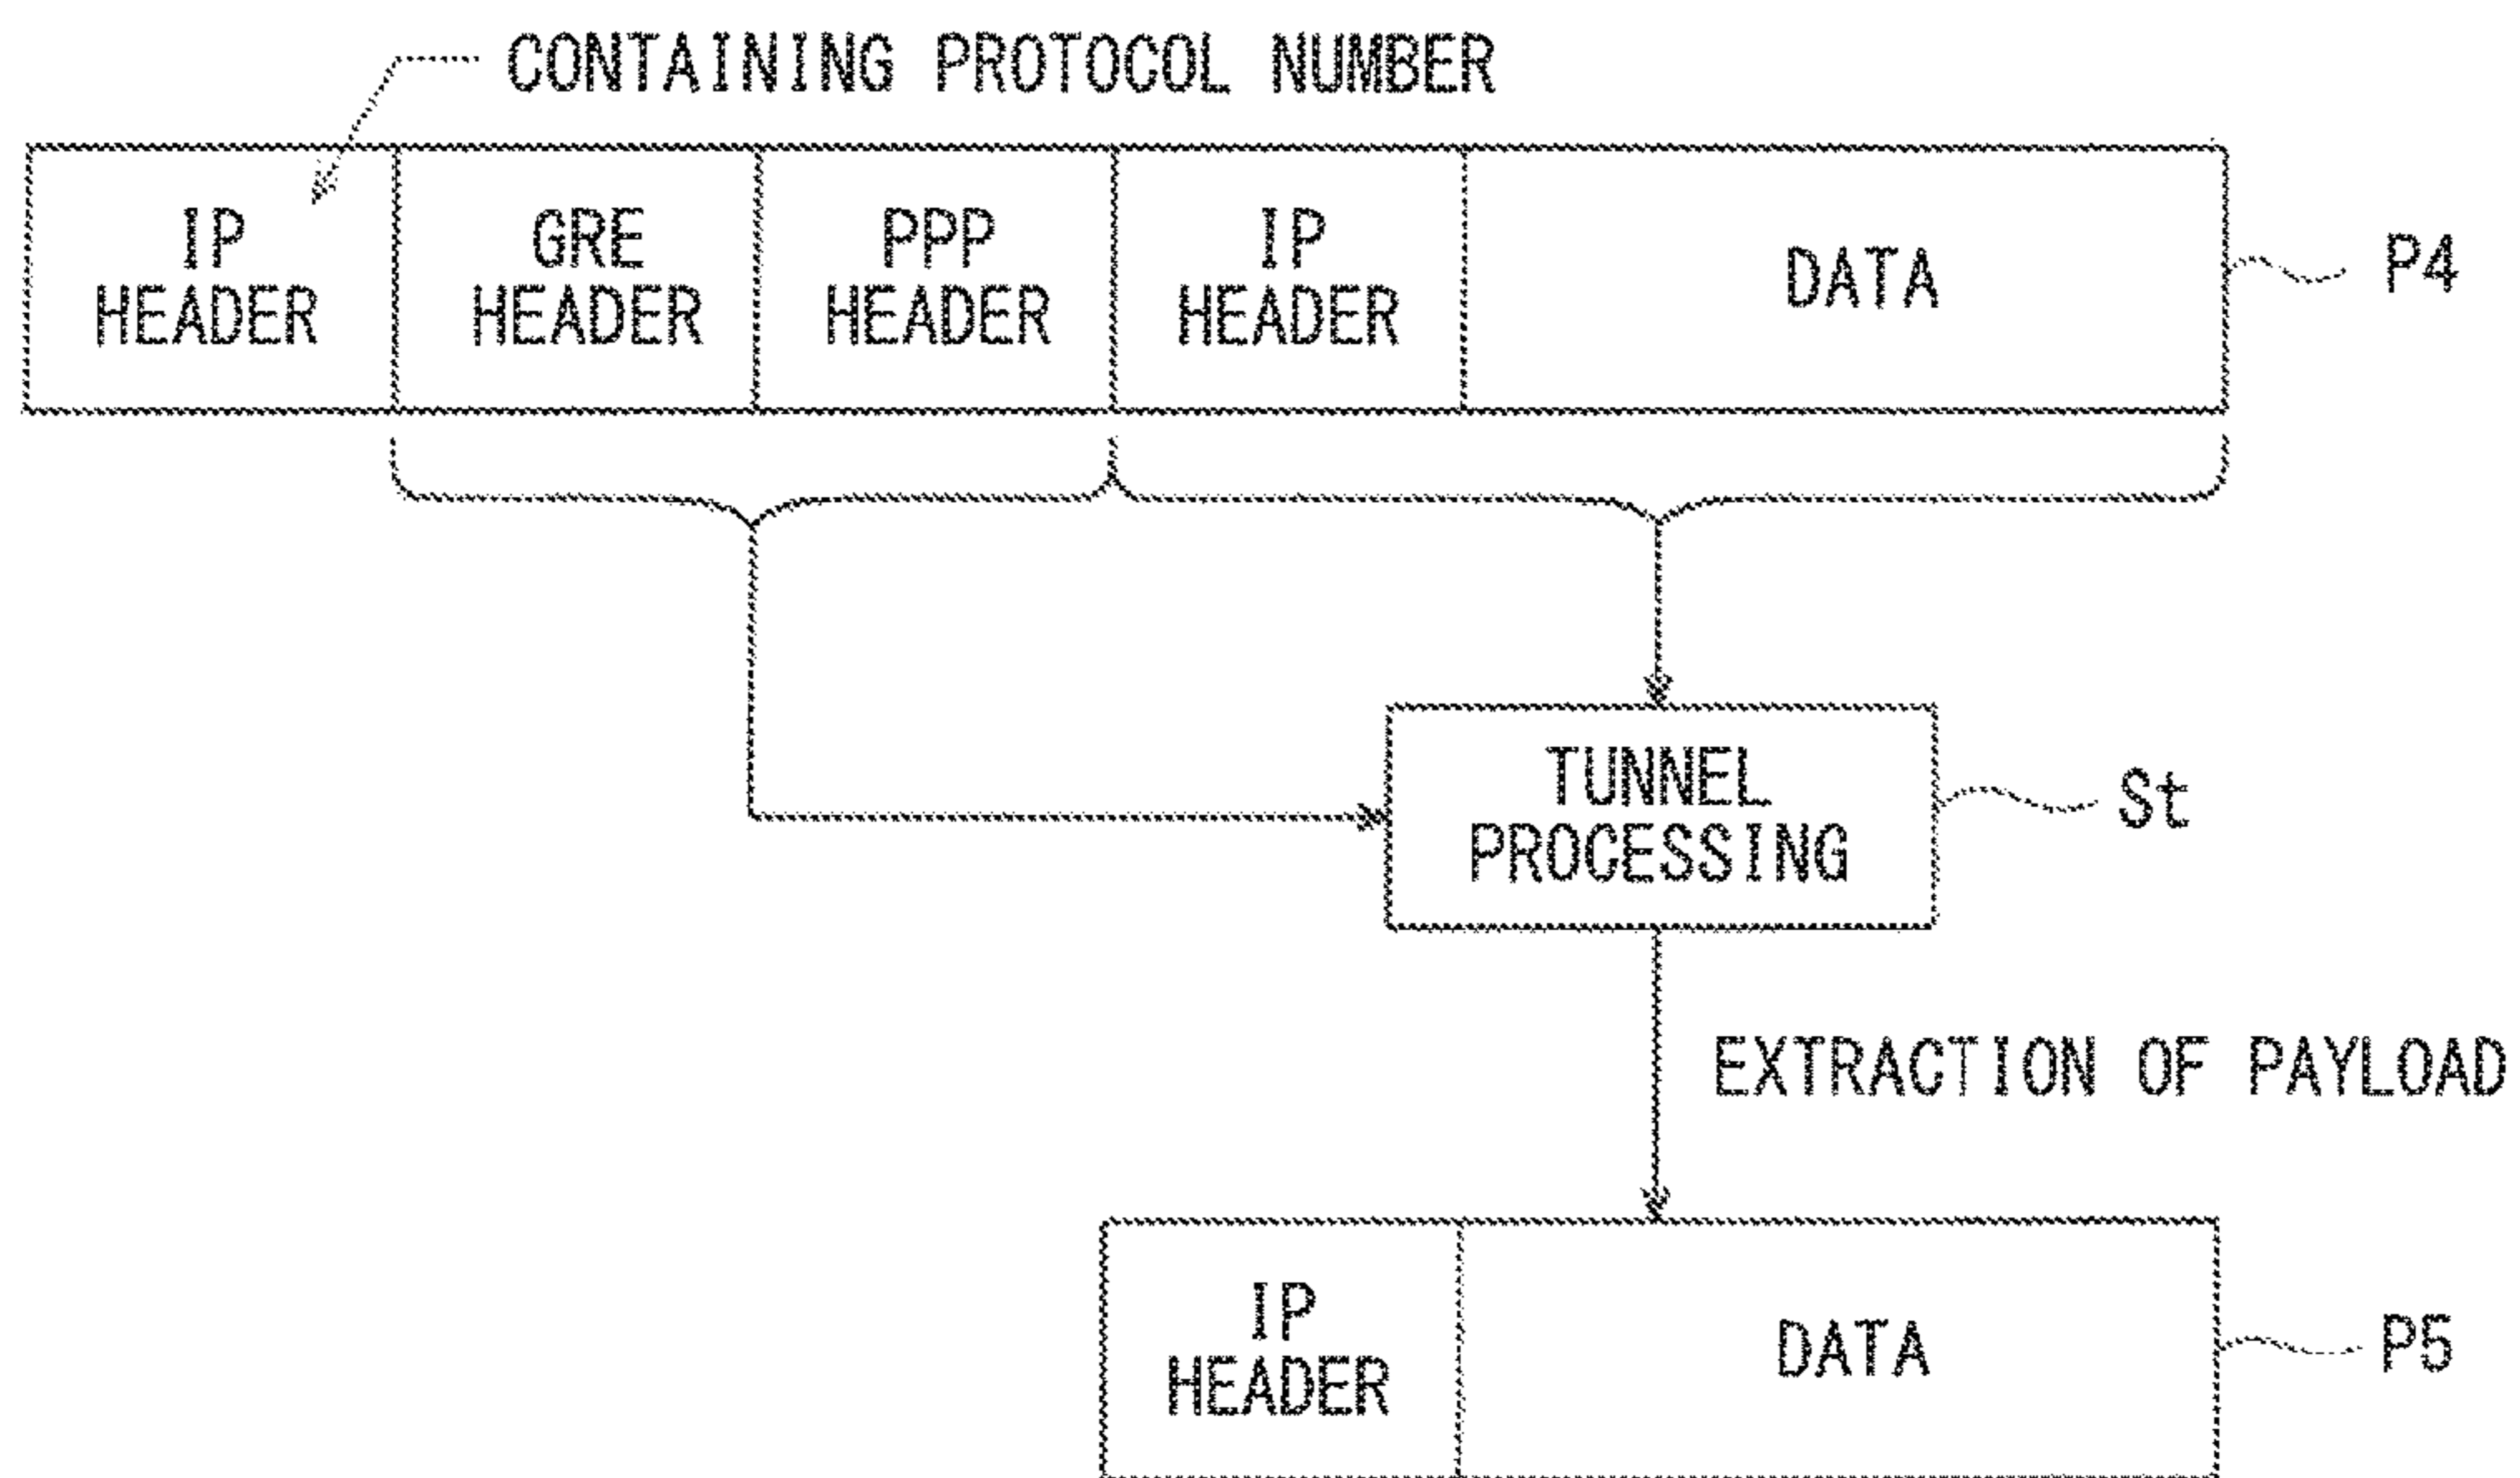 CONTAINING PROTOCOL NUMBER
IP
HEADER
GRE
HEADER
PPP
HEADER
IP
HEADER
DATA
P4
TUNNEL
PROCESSING
St
EXTRACTION OF PAYLOAD
IP
HEADER
DATA
P5